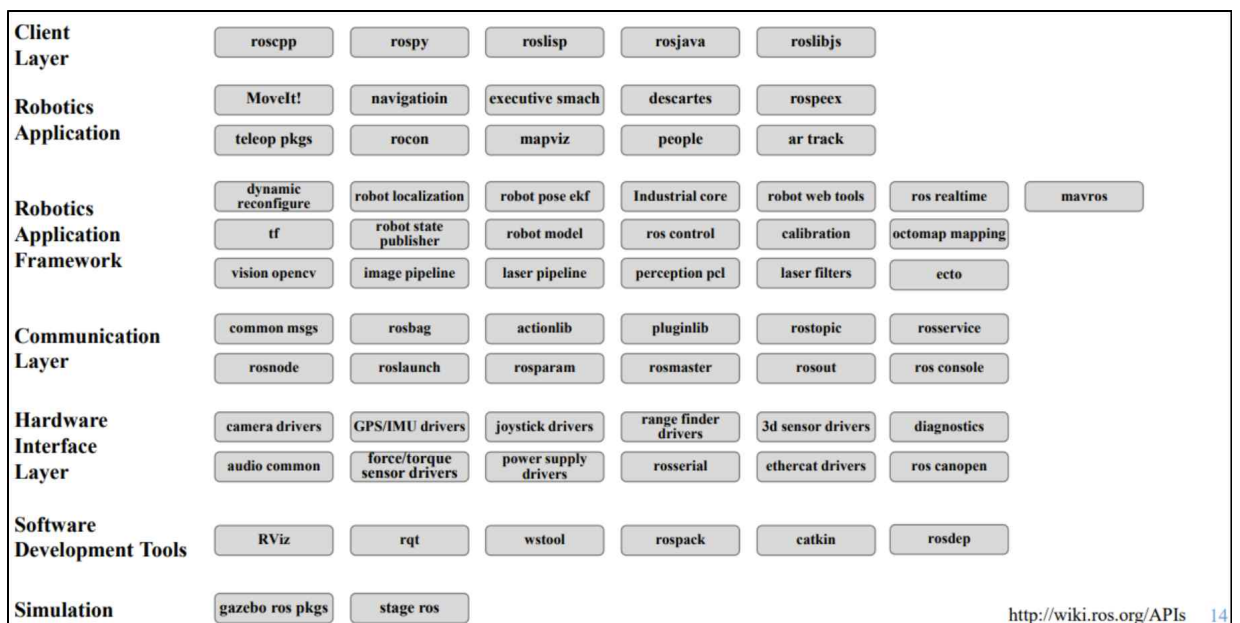 Client
Layer
roscpp rospy roslisp rosjava roslibjs
Robotics
Application
MoveIt! navigatioin executive smach descartes rospeex
teleop pkgs rocon mapviz people ar track
Robotics
Application
Framework
dynamic
reconfigure
robot localization robot pose ekf Industrial core robot web tools ros realtime mavros
tf
robot state
publisher
robot model ros control calibration octomap mapping
vision opencv image pipeline laser pipeline perception pcl laser filters ecto
Communication
Layer
common msgs rosbag actionlib pluginlib rostopic rosservice
rosnode roslaunch rosparam rosmaster rosout ros console
Hardware
Interface
Layer
camera drivers GPS/IMU drivers joystick drivers
range finder
drivers
3d sensor drivers diagnostics
audio common
force/torque
sensor drivers
power supply
drivers
rosserial ethercat drivers ros canopen
Software
Development Tools
RViz rqt wstool rospack catkin rosdep
Simulation
gazebo ros pkgs stage ros
http://wiki.ros.org/APIs 14